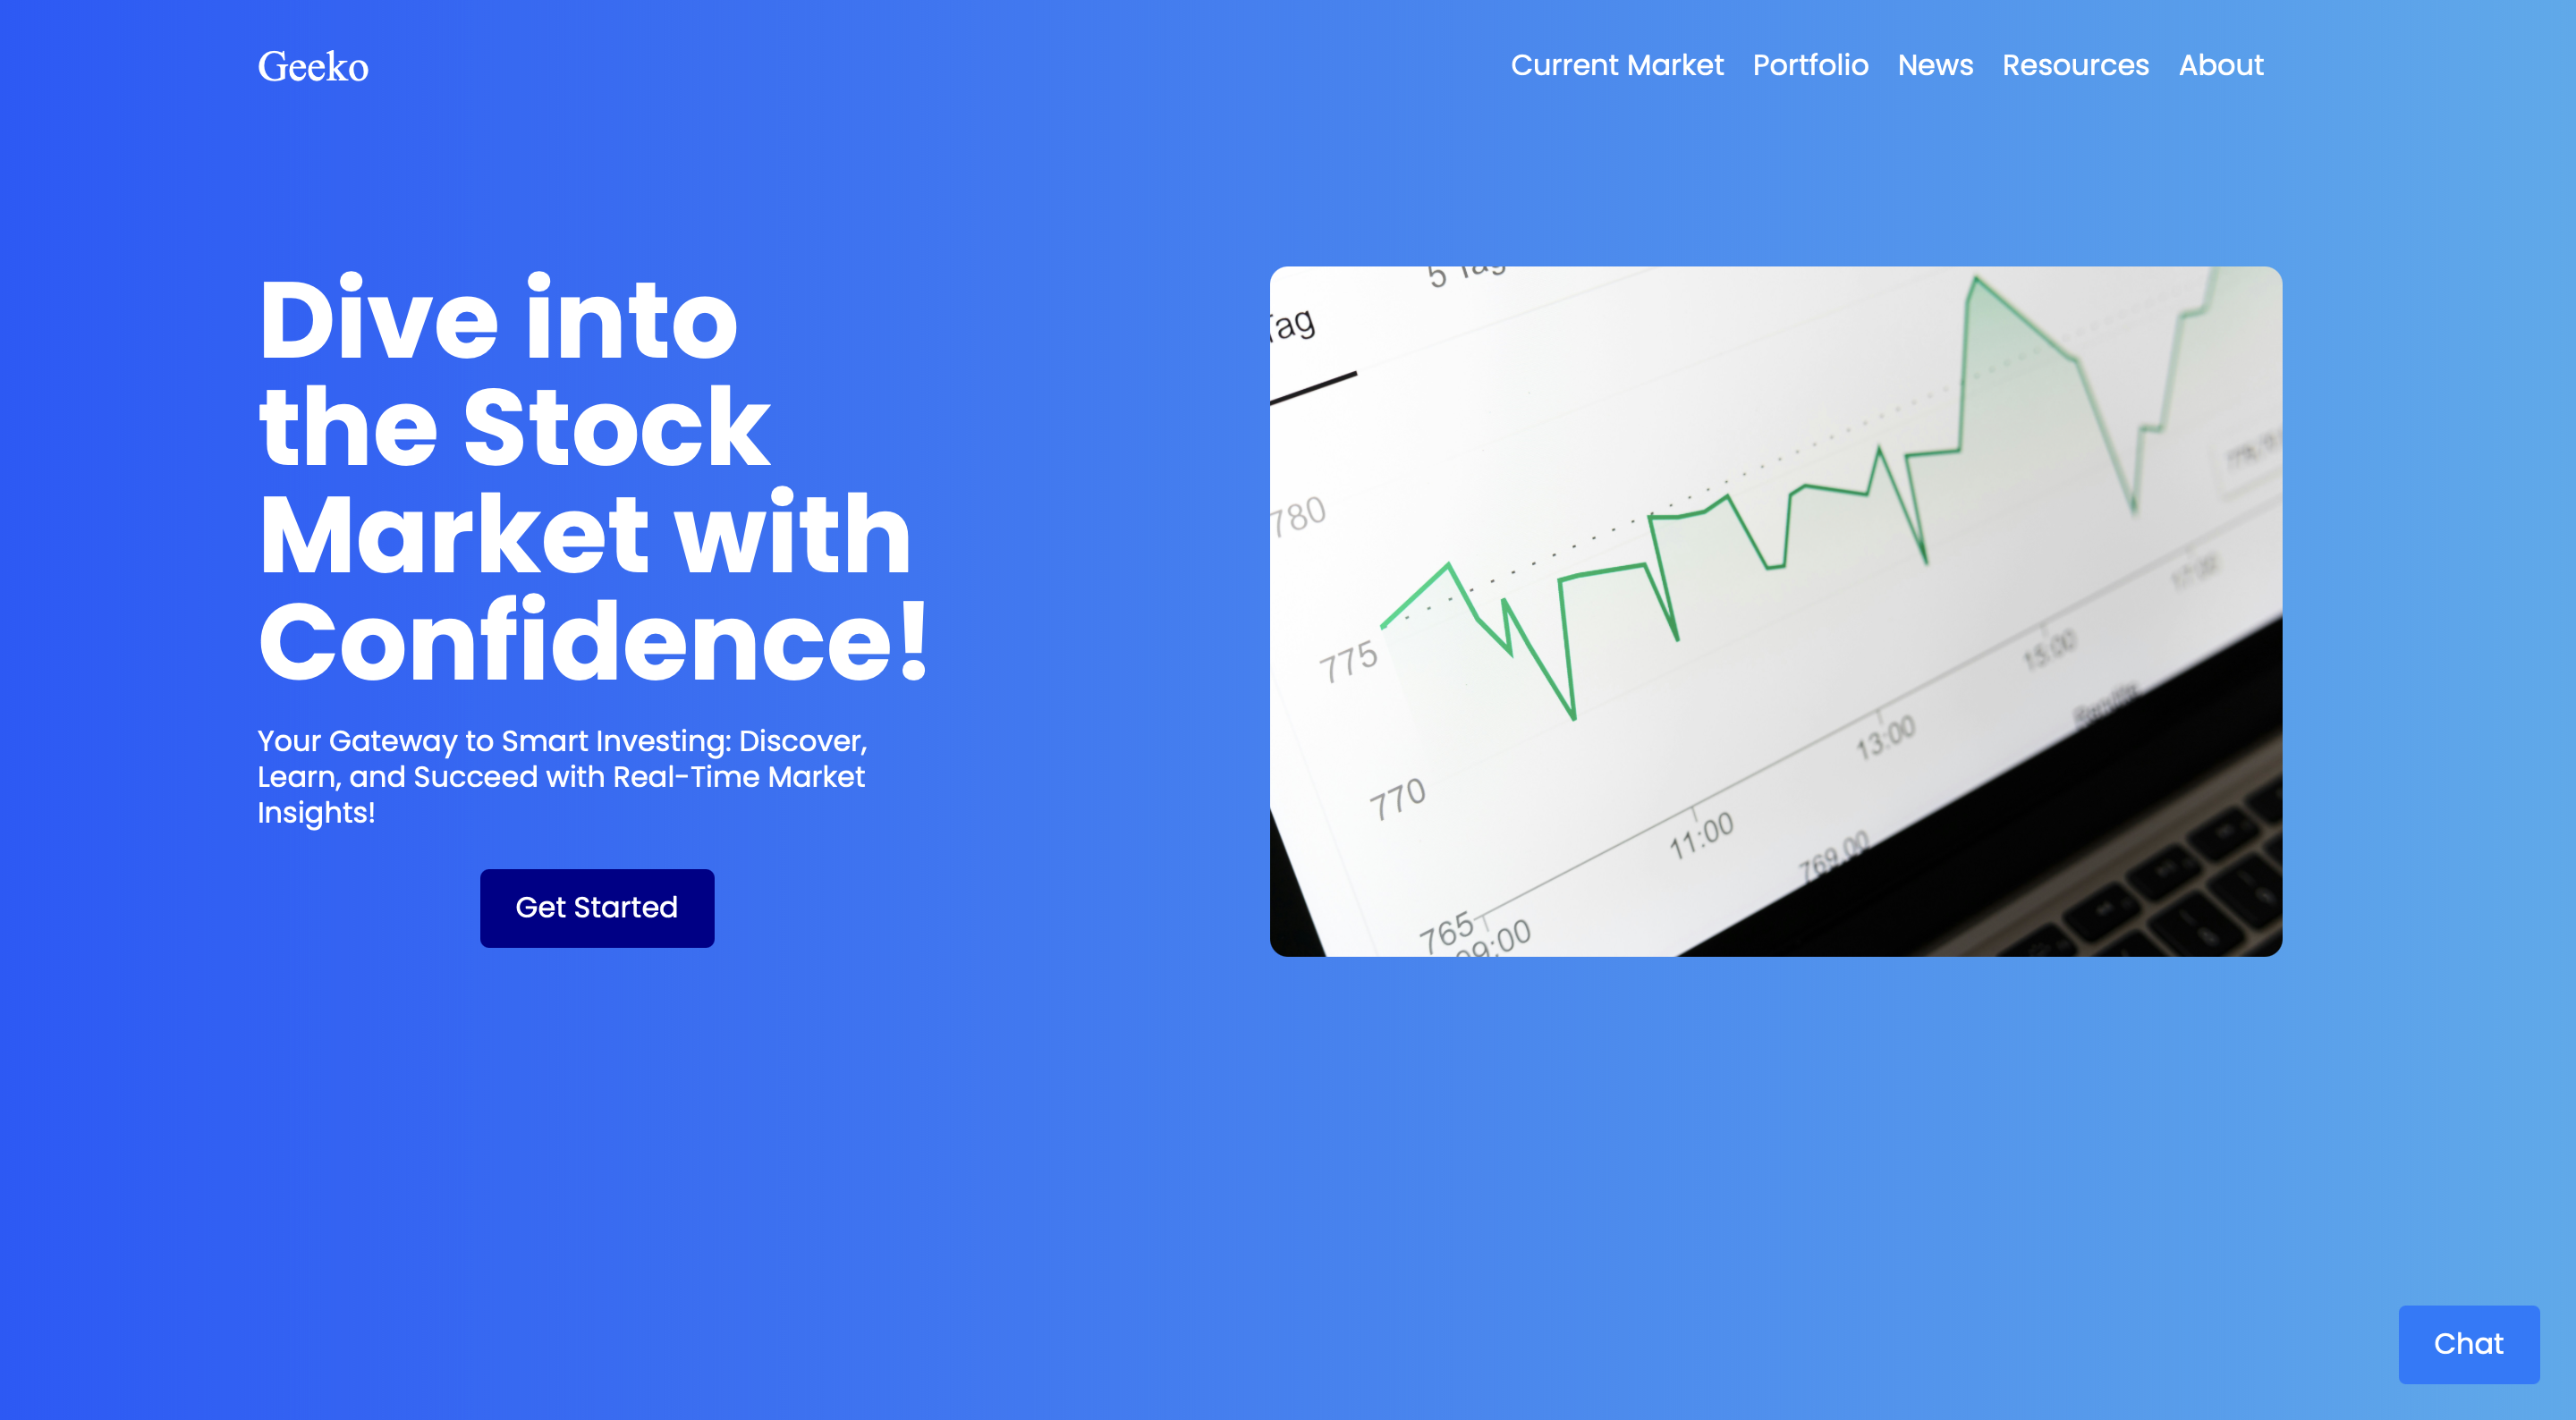 Geeko
Current Market Portfolio News Resources About
Dive into
the Stock
Market with
Confidence!
Your Gateway to Smart Investing: Discover,
Learn, and Succeed with Real-Time Market
Insights!
Get Started
5 Tag
Tag
780
775
770
765
09:00
11:00
13:00
15:00
17:00
769,00
Chat